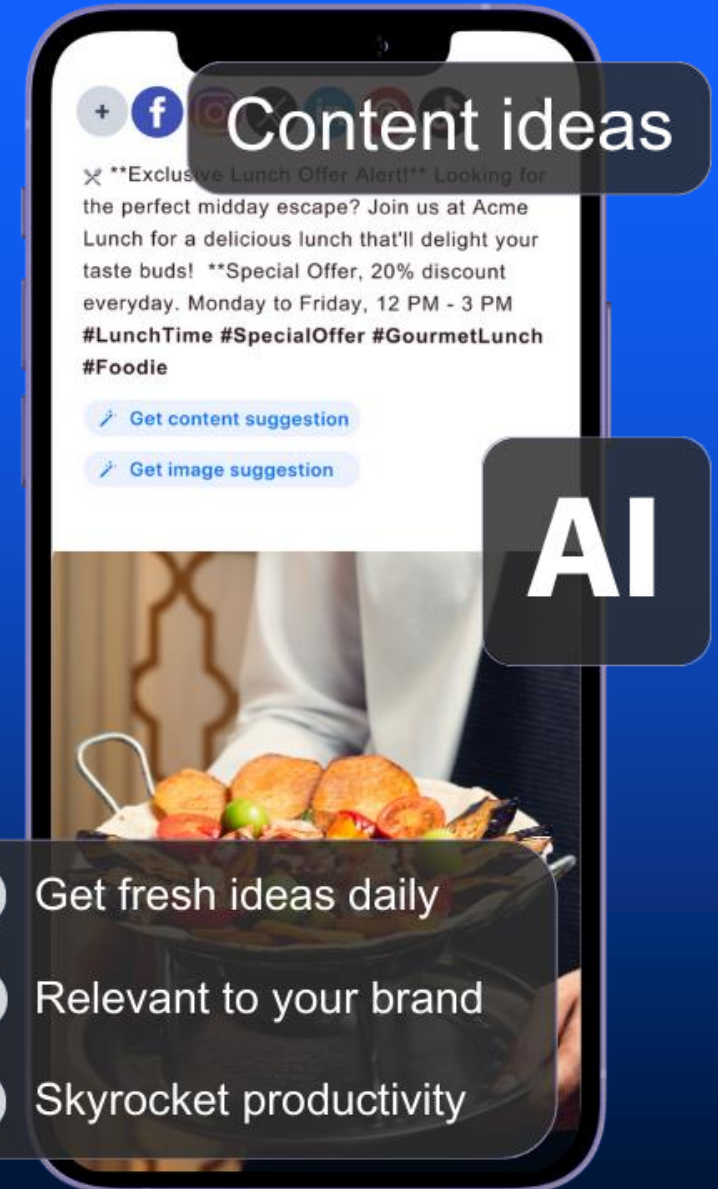 Content ideas
**Exclusive Lunch Offer Alert!** Looking for
the perfect midday escape? Join us at Acme
Lunch for a delicious lunch that'll delight your
taste buds! **Special Offer, 20% discount
everyday. Monday to Friday, 12 PM - 3 PM
#LunchTime #SpecialOffer #GourmetLunch
#Foodie
Get content suggestion
Get image suggestion
AI
Get fresh ideas daily
Relevant to your brand
Skyrocket productivity